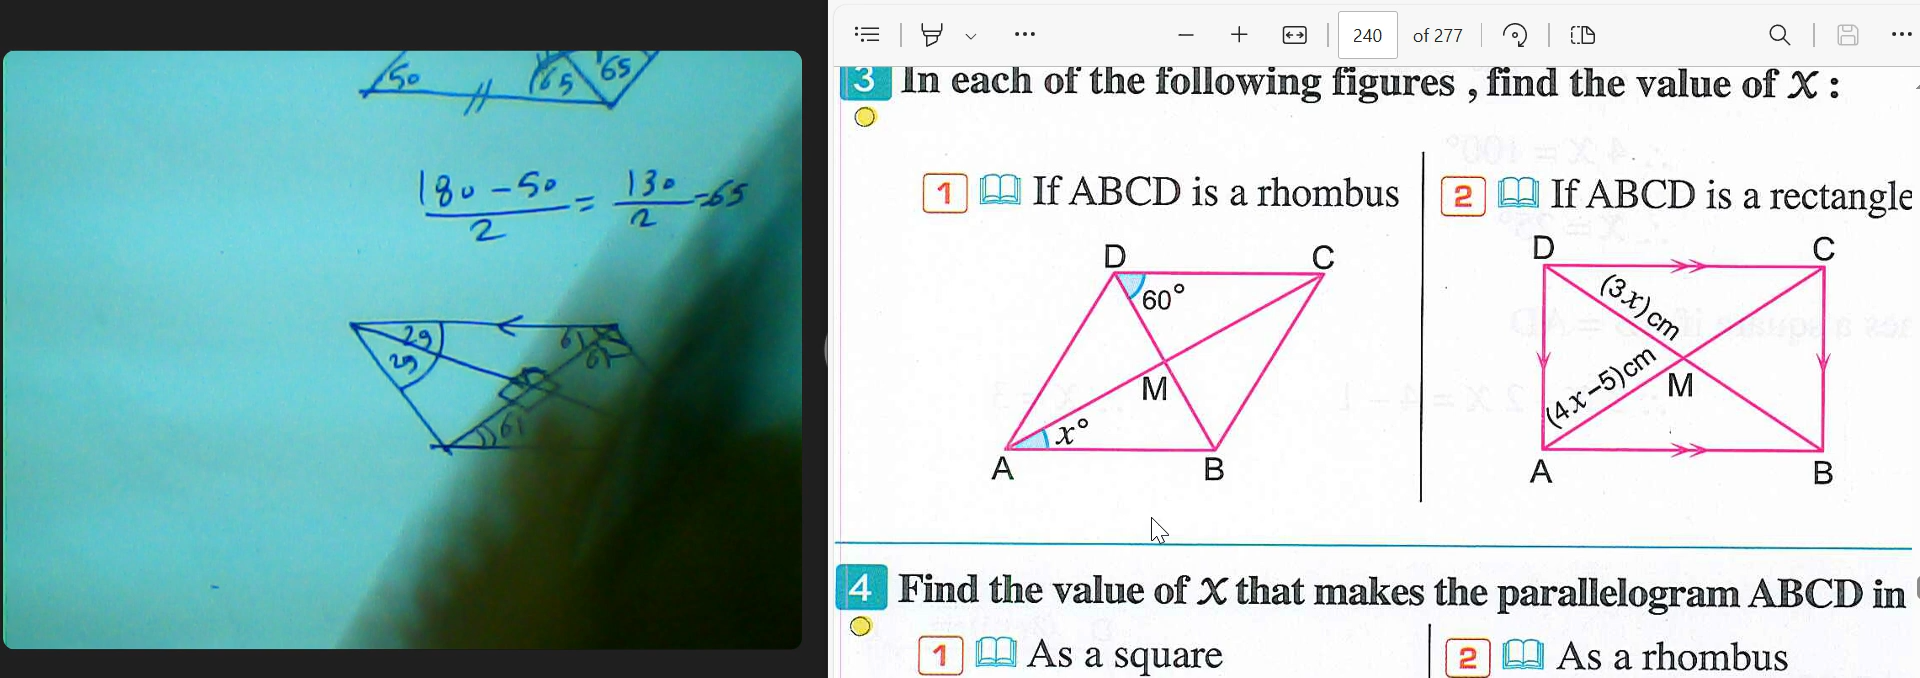 50 65 65
180 - 50 / 2 = 130 / 2 = 65
29 61
29 61
61
240 of 277
3 In each of the following figures , find the value of X :
1 If ABCD is a rhombus
D C
60°
M
x°
A B
2 If ABCD is a rectangle
D C
(3x)cm
(4x-5)cm M
A B
4 Find the value of X that makes the parallelogram ABCD in
1 As a square
2 As a rhombus